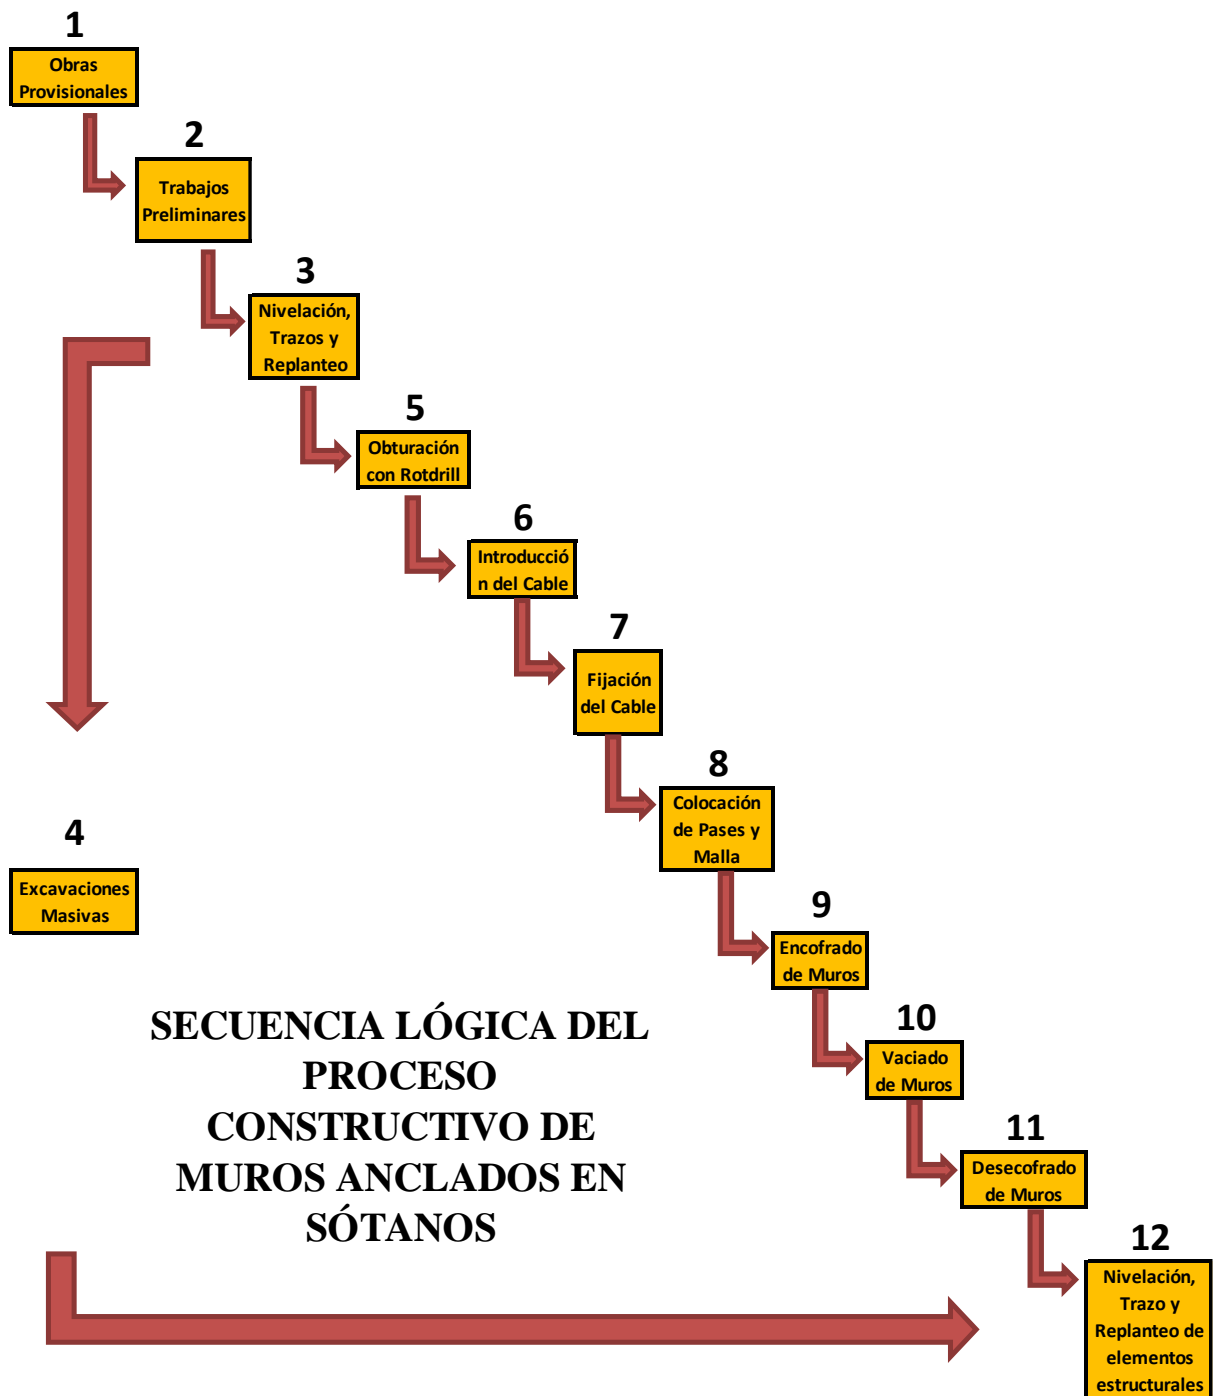 1
Obras
Provisionales
2
Trabajos
Preliminares
3
Nivelación,
Trazos y
Replanteo
5
Obturación
con Rotdrill
6
Introducció
n del Cable
7
Fijación
del Cable
8
Colocación
de Pases y
Malla
4
Excavaciones
Masivas
9
Encofrado
de Muros
SECUENCIA LÓGICA DEL
PROCESO
CONSTRUCTIVO DE
MUROS ANCLADOS EN
SÓTANOS
10
Vaciado
de Muros
11
Desecofrado
de Muros
12
Nivelación,
Trazo y
Replanteo de
elementos
estructurales